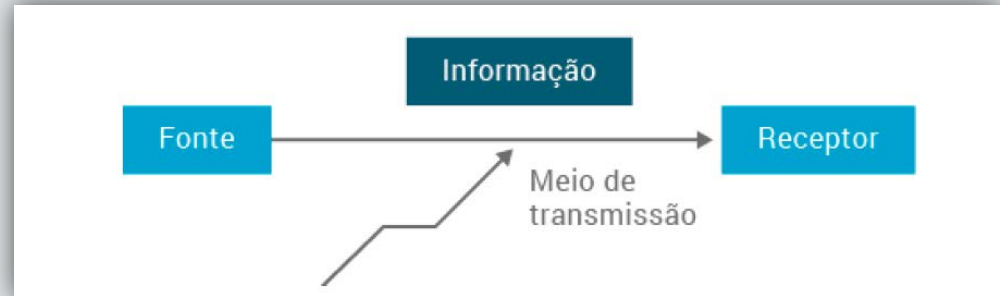 Informação
Fonte
Receptor
Meio de
transmissão